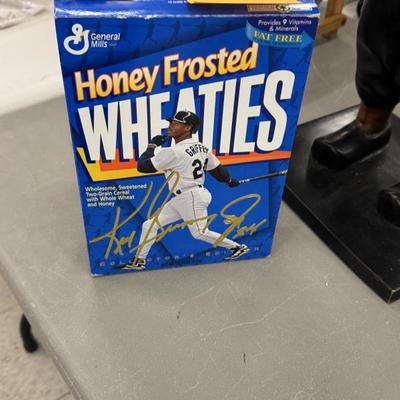 General
Mills
Provides 9 Vitamins
& Minerals
FAT FREE
Honey Frosted
WHEATIES
GRIFFEY
24
Wholesome, Sweetened
Two-Grain Cereal
with Whole Wheat
and Honey
COLLECTOR'S EDITION